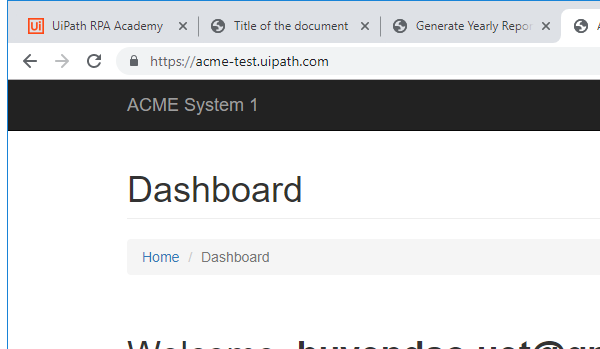 Ui UiPath RPA Academy × Title of the document × Generate Yearly Repor ×
https://acme-test.uipath.com
ACME System 1
Dashboard
Home / Dashboard